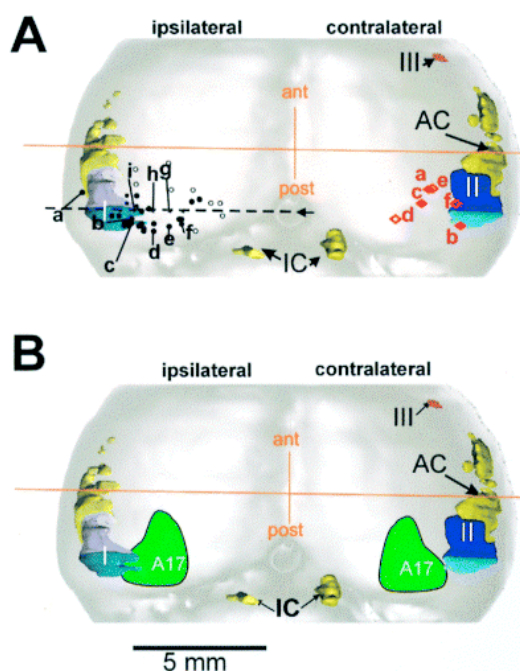 A
ipsilateral contralateral
III
ant
AC
i h g
a e
II
post
c
f
a
I
b
d
b
f
e
d
c
IC
B
ipsilateral contralateral
III
ant
AC
I
post
II
A17 A17
IC
5 mm